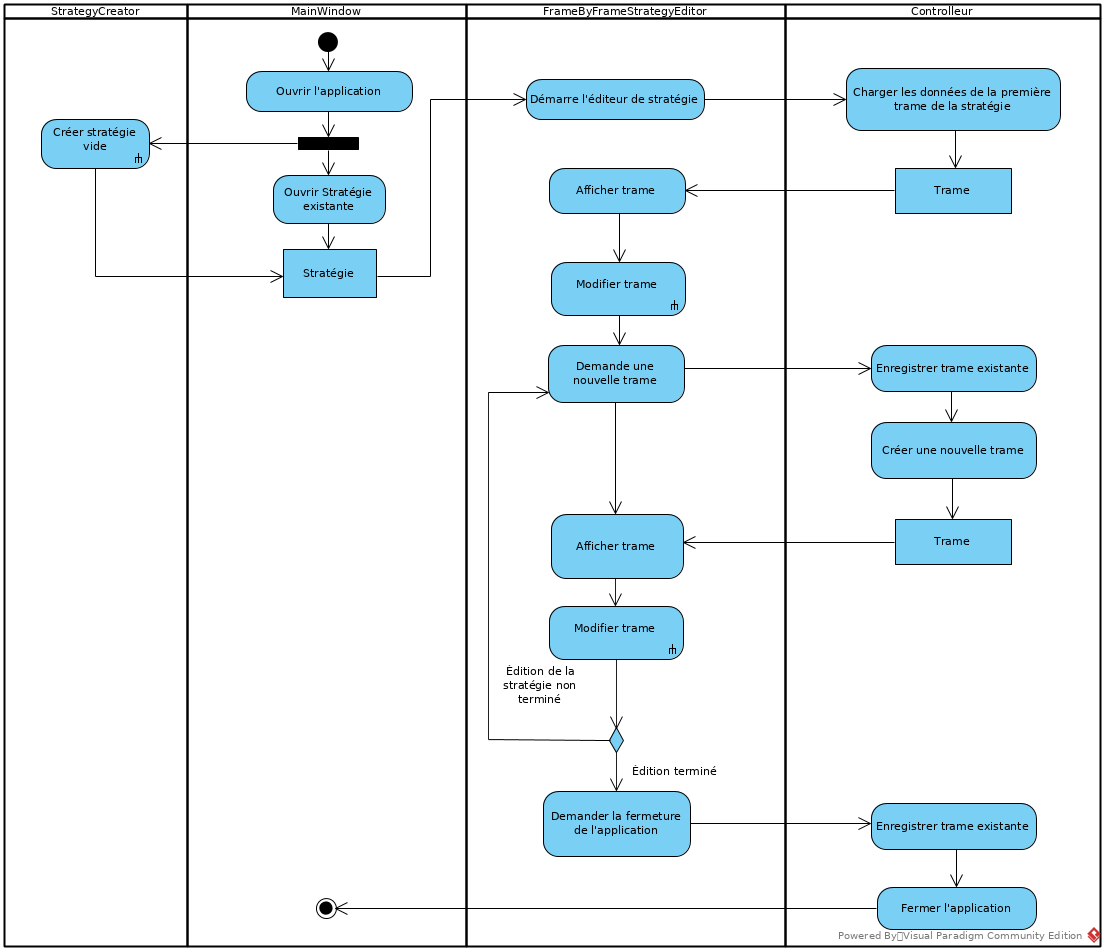 StrategyCreator
MainWindow
FrameByFrameStrategyEditor
Controlleur
Ouvrir l'application
Démarre l'éditeur de stratégie
Charger les données de la première
trame de la stratégie
Créer stratégie
vide
Ouvrir Stratégie
existante
Afficher trame
Trame
Stratégie
Modifier trame
Demande une
nouvelle trame
Enregistrer trame existante
Créer une nouvelle trame
Afficher trame
Trame
Modifier trame
Édition de la
stratégie non
terminé
Édition terminé
Demander la fermeture
de l'application
Enregistrer trame existante
Fermer l'application
Powered By Visual Paradigm Community Edition